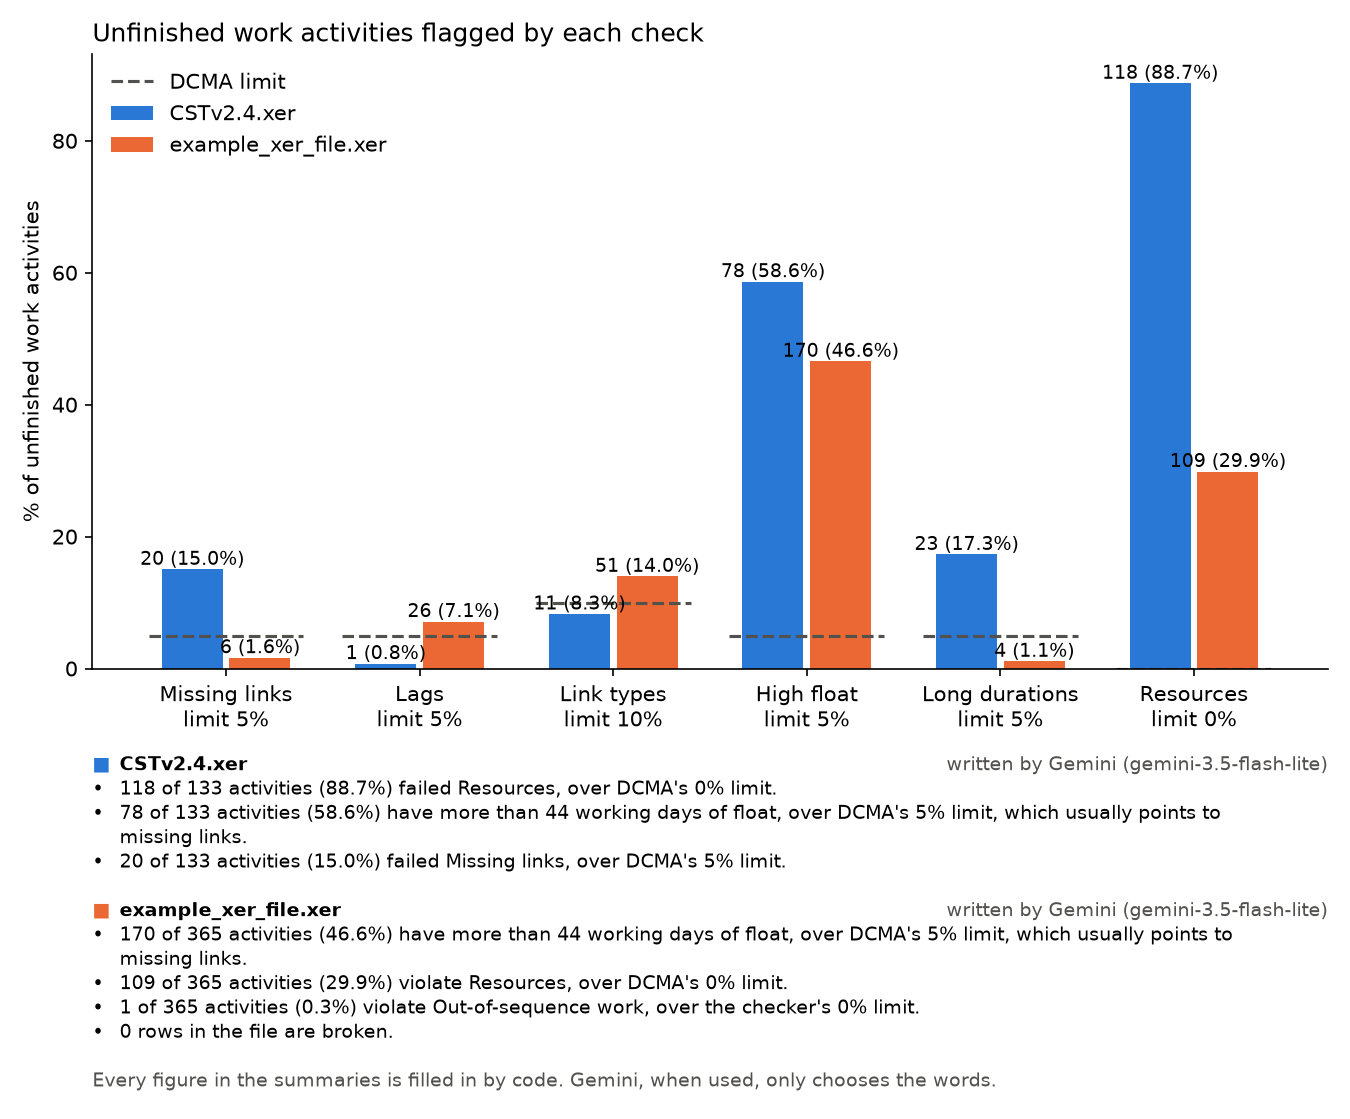 Unfinished work activities flagged by each check
DCMA limit
CSTv2.4.xer
example_xer_file.xer
% of unfinished work activities
80
60
40
20
0
20 (15.0%)
6 (1.6%)
1 (0.8%)
26 (7.1%)
11 (8.3%)
51 (14.0%)
78 (58.6%)
170 (46.6%)
23 (17.3%)
4 (1.1%)
118 (88.7%)
109 (29.9%)
Missing links
limit 5%
Lags
limit 5%
Link types
limit 10%
High float
limit 5%
Long durations
limit 5%
Resources
limit 0%
CSTv2.4.xer
written by Gemini (gemini-3.5-flash-lite)
• 118 of 133 activities (88.7%) failed Resources, over DCMA's 0% limit.
• 78 of 133 activities (58.6%) have more than 44 working days of float, over DCMA's 5% limit, which usually points to
missing links.
• 20 of 133 activities (15.0%) failed Missing links, over DCMA's 5% limit.
example_xer_file.xer
written by Gemini (gemini-3.5-flash-lite)
• 170 of 365 activities (46.6%) have more than 44 working days of float, over DCMA's 5% limit, which usually points to
missing links.
• 109 of 365 activities (29.9%) violate Resources, over DCMA's 0% limit.
• 1 of 365 activities (0.3%) violate Out-of-sequence work, over the checker's 0% limit.
• 0 rows in the file are broken.
Every figure in the summaries is filled in by code. Gemini, when used, only chooses the words.